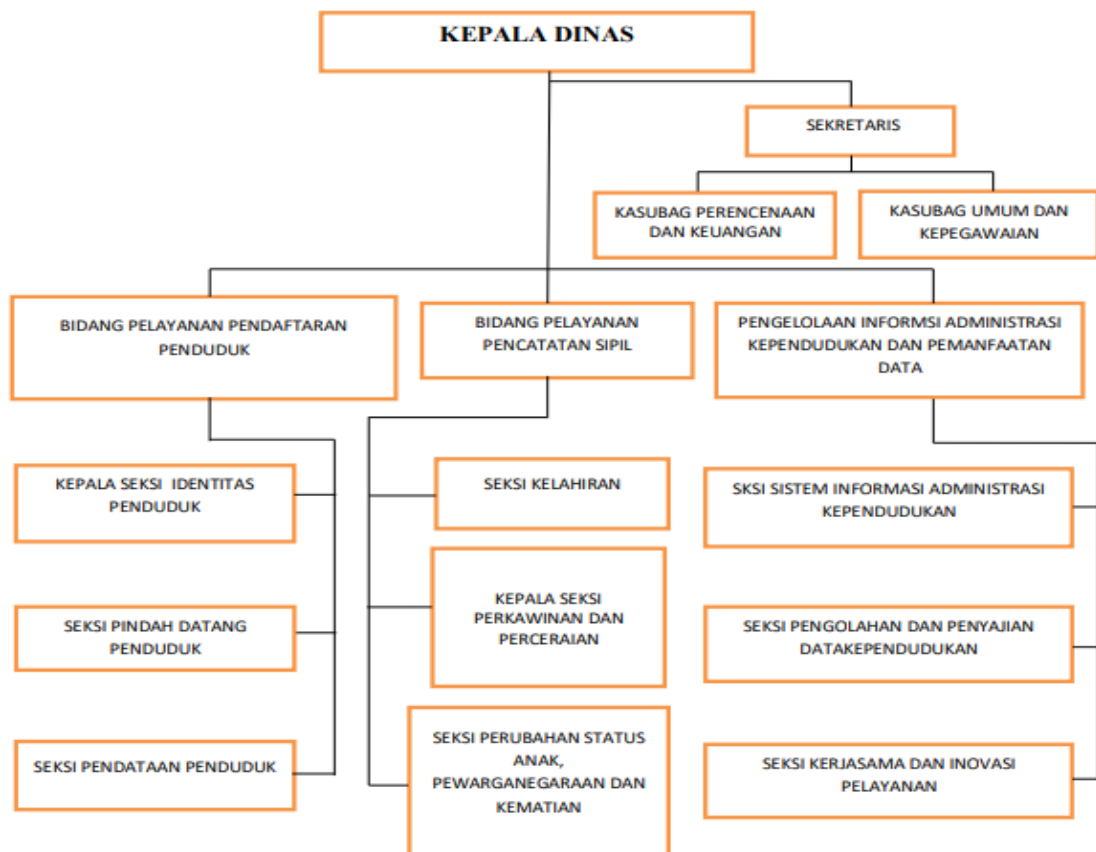 KEPALA DINAS
SEKRETARIS
KASUBAG PERENCENAAN
DAN KEUANGAN
KASUBAG UMUM DAN
KEPEGAWAIAN
BIDANG PELAYANAN PENDAFTARAN
PENDUDUK
BIDANG PELAYANAN
PENCATATAN SIPIL
PENGELOLAAN INFORMSI ADMINISTRASI
KEPENDUDUKAN DAN PEMANFAATAN
DATA
KEPALA SEKSI IDENTITAS
PENDUDUK
SEKSI KELAHIRAN
SKSI SISTEM INFORMASI ADMINISTRASI
KEPENDUDUKAN
SEKSI PINDAH DATANG
PENDUDUK
KEPALA SEKSI
PERKAWINAN DAN
PERCERAIAN
SEKSI PENGOLAHAN DAN PENYAJIAN
DATAKEPENDUDUKAN
SEKSI PENDATAAN PENDUDUK
SEKSI PERUBAHAN STATUS
ANAK,
PEWARGANEGARAAN DAN
KEMATIAN
SEKSI KERJASAMA DAN INOVASI
PELAYANAN